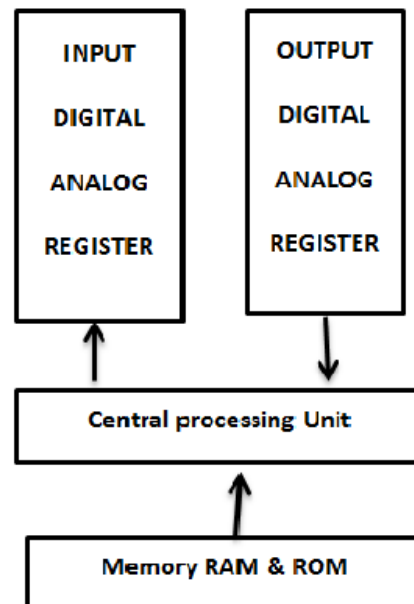 INPUT
DIGITAL
ANALOG
REGISTER
OUTPUT
DIGITAL
ANALOG
REGISTER
Central processing Unit
Memory RAM & ROM